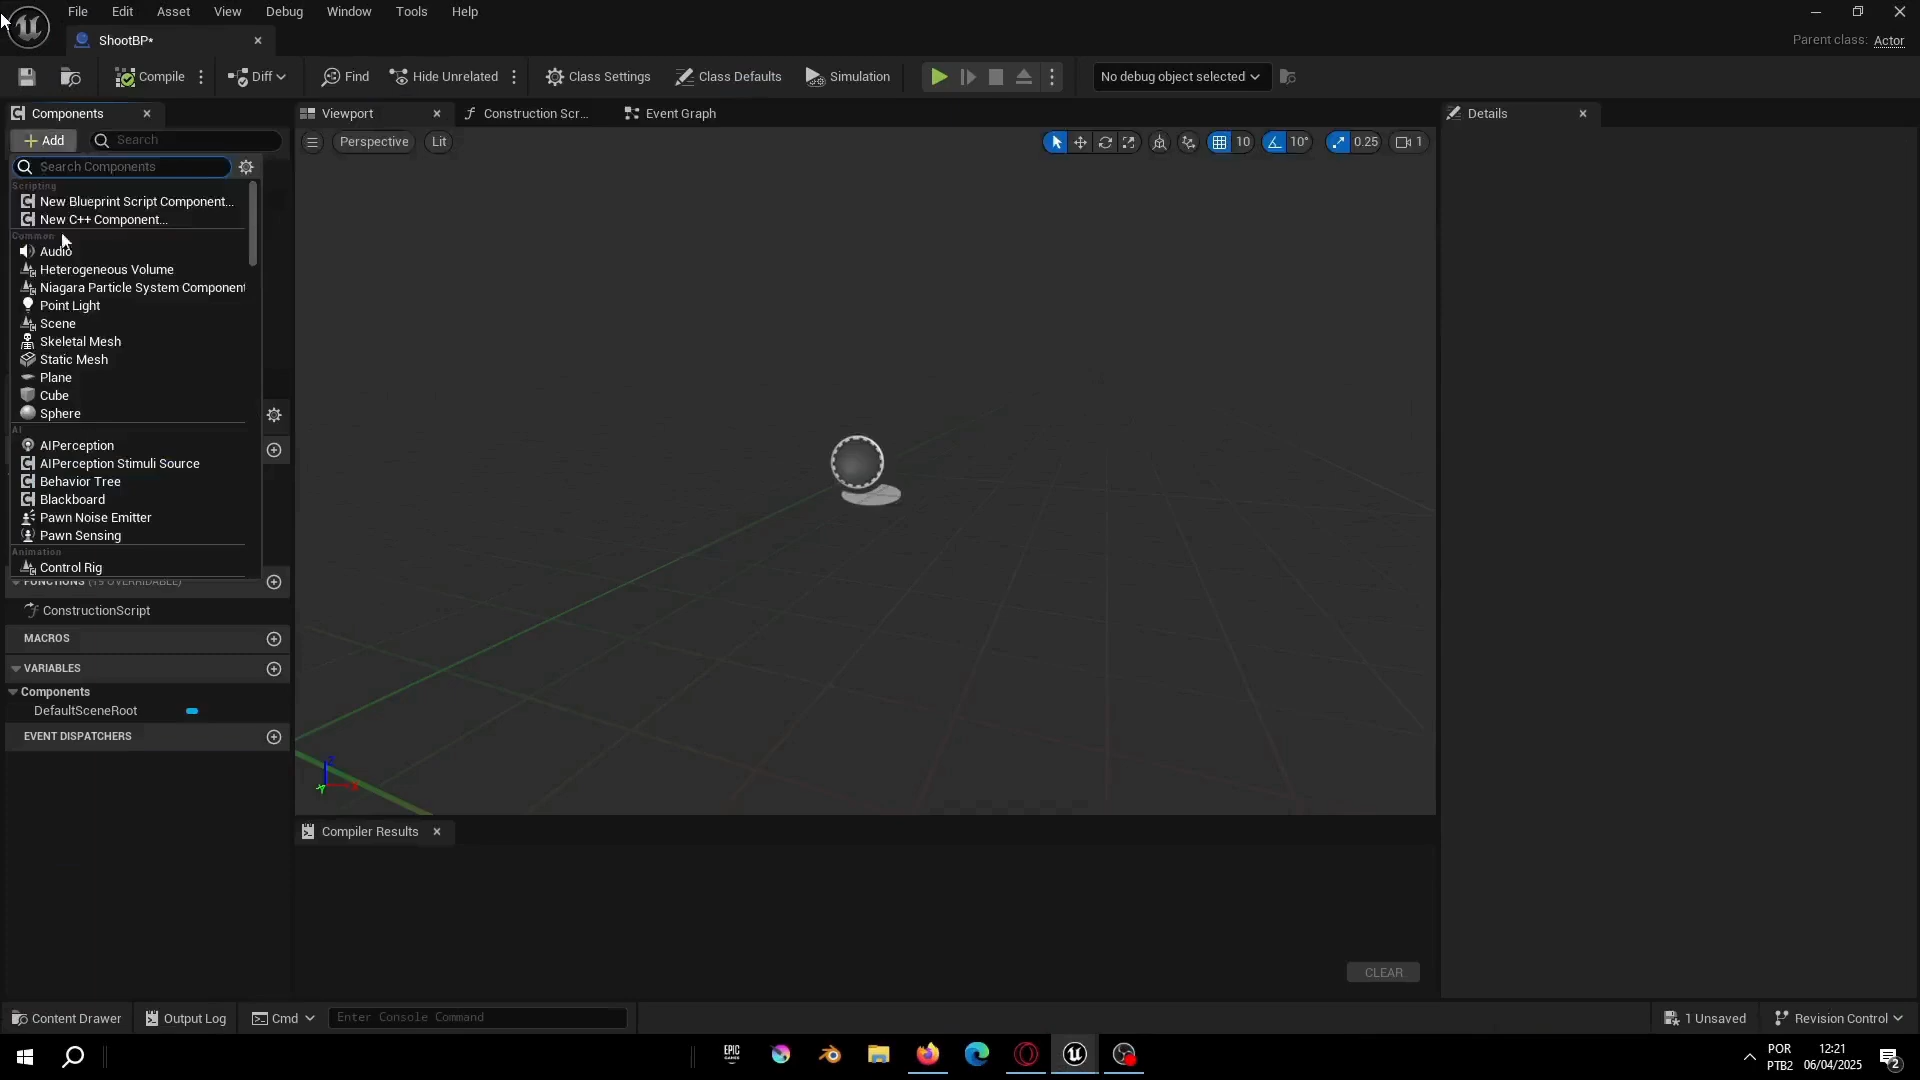 File Edit Asset View Debug Window Tools Help
ShootBP*
Parent class: Actor
Compile Diff Find Hide Unrelated Class Settings Class Defaults Simulation No debug object selected
Components Viewport Construction Scr... Event Graph Details
Add Search
Perspective Lit 10 10° 0.25 1
Search Components
Scripting
New Blueprint Script Component...
New C++ Component...
Common
Audio
Heterogeneous Volume
Niagara Particle System Component
Point Light
Scene
Skeletal Mesh
Static Mesh
Plane
Cube
Sphere
AI
AIPerception
AIPerception Stimuli Source
Behavior Tree
Blackboard
Pawn Noise Emitter
Pawn Sensing
Animation
Control Rig
FUNCTIONS (19 OVERRIDABLE)
ConstructionScript
MACROS
VARIABLES
Components
DefaultSceneRoot
EVENT DISPATCHERS
Compiler Results
CLEAR
Content Drawer Output Log Cmd Enter Console Command 1 Unsaved Revision Control
EPIC
GAMES
POR
PTB2
12:21
06/04/2025
2